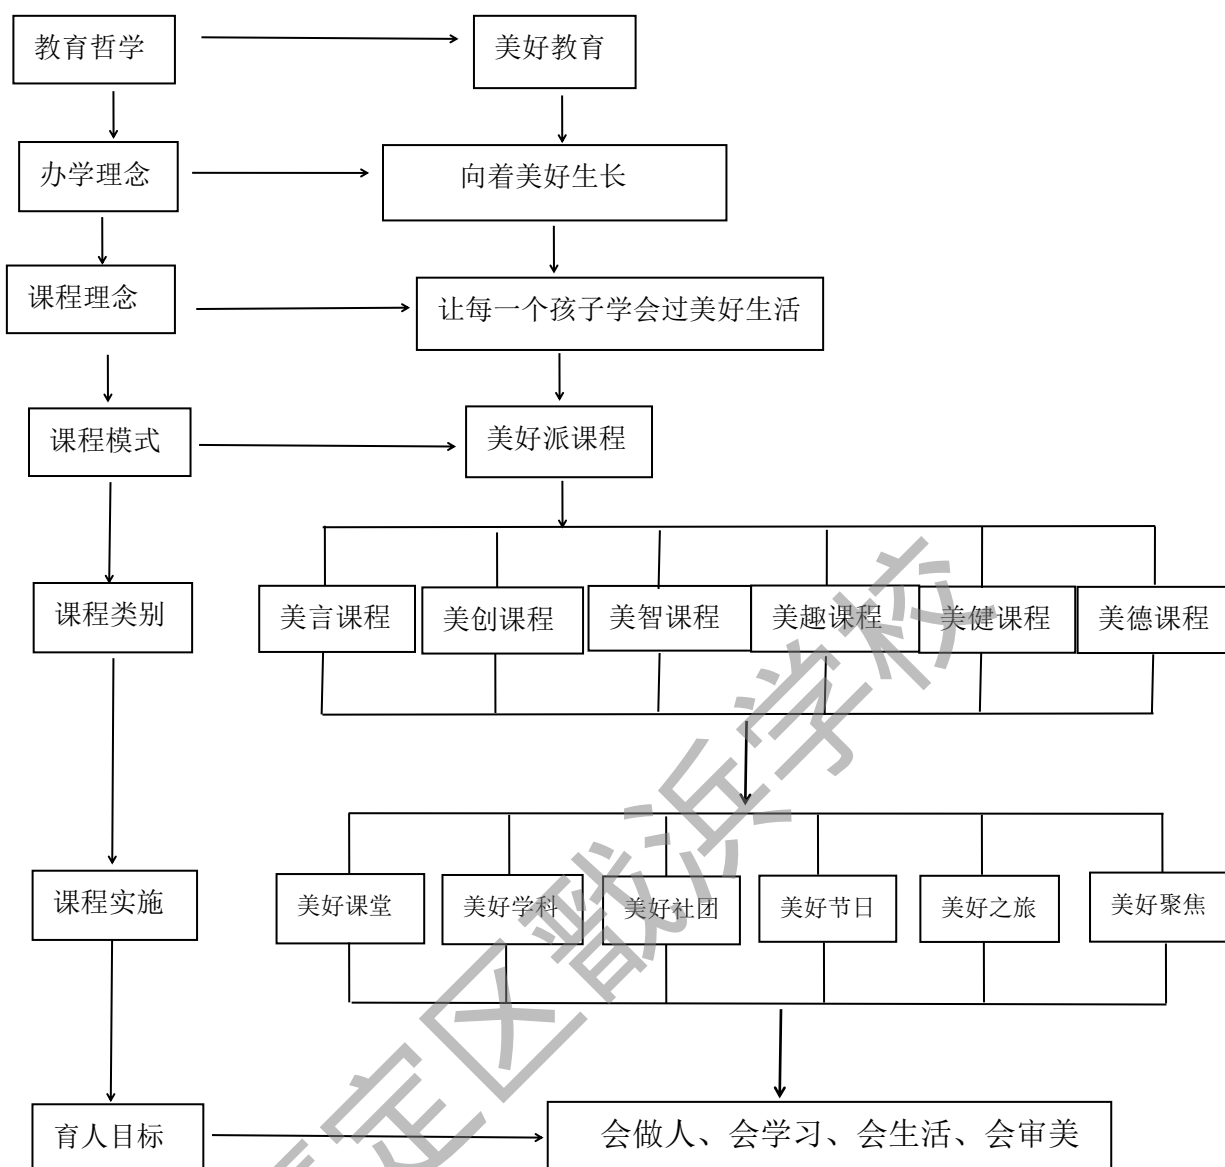 教育哲学
美好教育
办学理念
向着美好生长
课程理念
让每一个孩子学会过美好生活
课程模式
美好派课程
课程类别
美言课程
美创课程
美智课程
美趣课程
美健课程
美德课程
课程实施
美好课堂
美好学科
美好社团
美好节日
美好之旅
美好聚焦
育人目标
会做人、会学习、会生活、会审美
定区戬浜学校